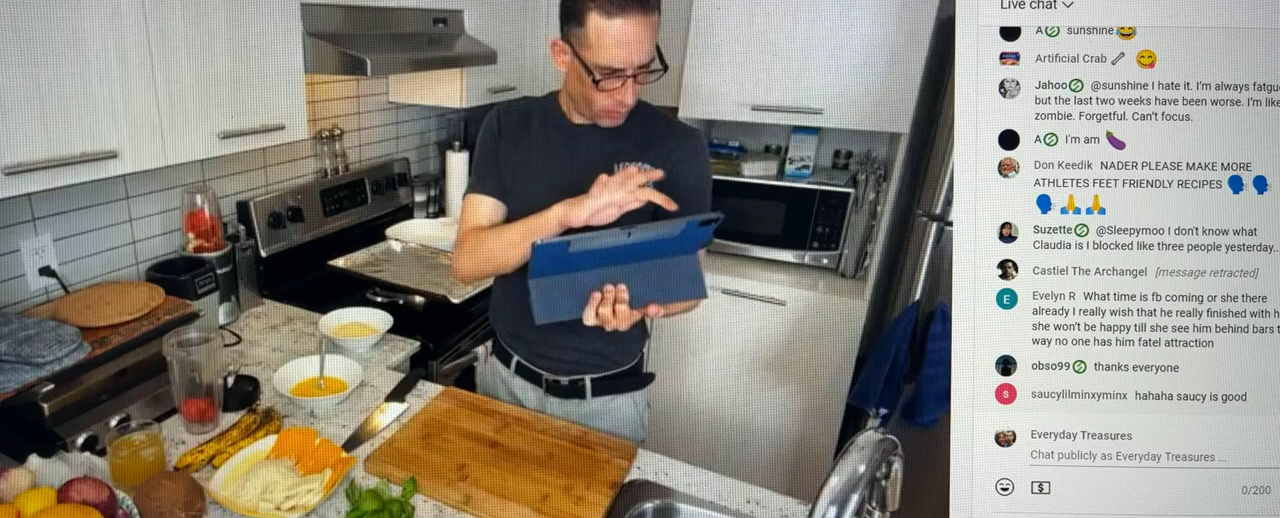 Live chat
A sunshine 😂
Artificial Crab 🦴 😋
Jahoo @sunshine I hate it. I'm always
but the last two weeks have been worse. I'm
zombie. Forgetful. Can't focus.
A I'm am 🍆
Don Keedik NADER PLEASE MAKE MORE
ATHLETES FEET FRIENDLY RECIPES 🗣️ 🗣️
🗣️ 🙏 🙏
Suzette @Sleepymoo I don't know what
Claudia is I blocked like three people yesterday...
Castiel The Archangel [message retracted]
E
Evelyn R What time is fb coming or she there
already I really wish that he really finished with
she won't be happy till she see him behind bars
way no one has him fatel attraction
obso99 thanks everyone
s
saucylilminxyminx hahaha saucy is good
Everyday Treasures
Chat publicly as Everyday Treasures ...
$
0/200